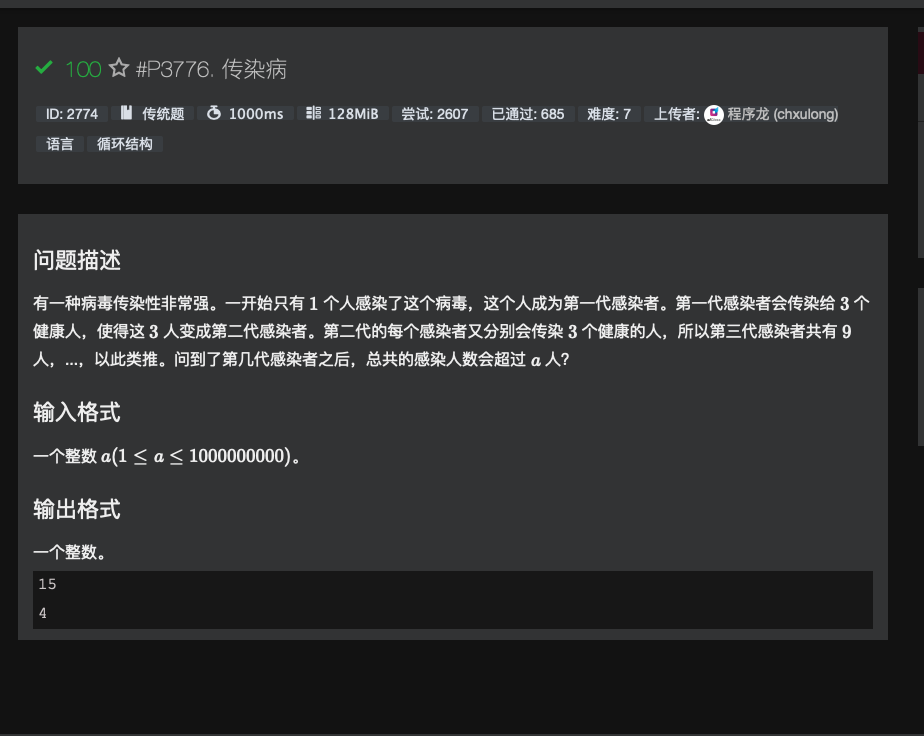 100 ☆ #P3776. 传染病
ID: 2774 传统题 1000ms 128MiB 尝试: 2607 已通过: 685 难度: 7 上传者: 程序龙 (chxulong)
语言 循环结构
问题描述
有一种病毒传染性非常强。一开始只有 1 个人感染了这个病毒，这个人成为第一代感染者。第一代感染者会传染给 3 个
健康人，使得这 3 人变成第二代感染者。第二代的每个感染者又分别会传染 3 个健康的人，所以第三代感染者共有 9
人，...，以此类推。问到了第几代感染者之后，总共的感染人数会超过 a 人?
输入格式
一个整数 a(1 ≤ a ≤ 1000000000)。
输出格式
一个整数。
15
4